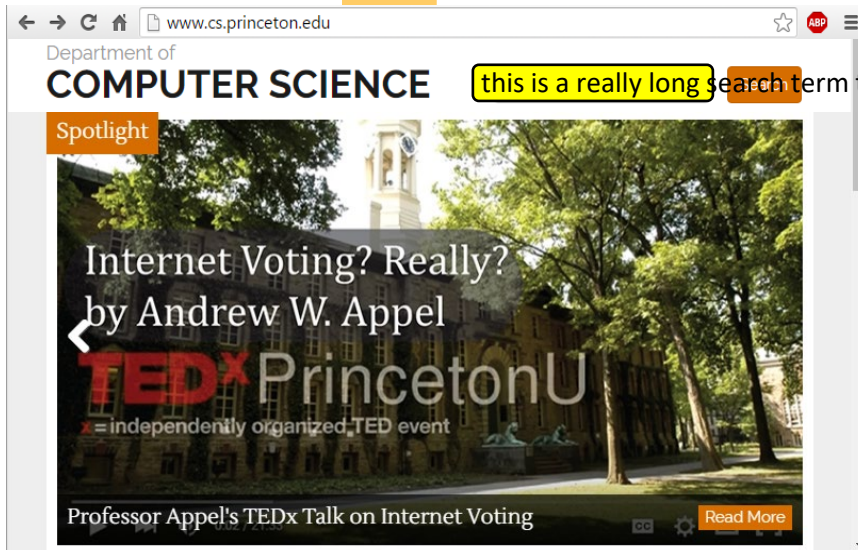 www.cs.princeton.edu
ABP
Department of
COMPUTER SCIENCE
this is a really long search term
Search
Spotlight
Internet Voting? Really?
by Andrew W. Appel
TEDx PrincetonU
x = independently organized TED event
Professor Appel's TEDx Talk on Internet Voting
CC
Read More